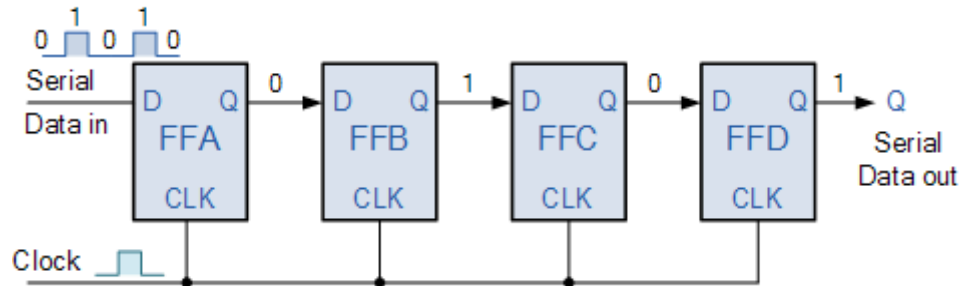 0 1 0 1 0
Serial
Data in
D Q
FFA
CLK
0
D Q
FFB
CLK
1
D Q
FFC
CLK
0
D Q
FFD
CLK
1
Q
Serial
Data out
Clock